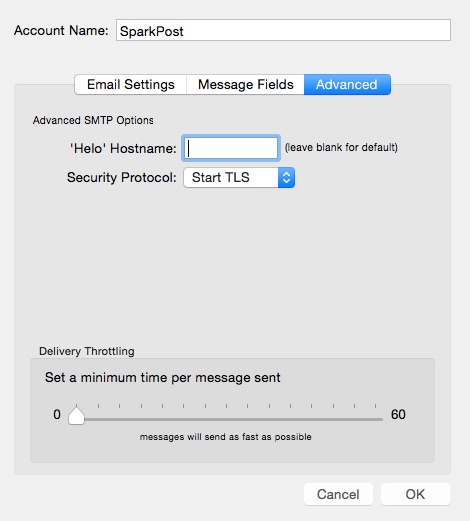 Account Name: SparkPost
Email Settings Message Fields Advanced
Advanced SMTP Options
'Helo' Hostname: (leave blank for default)
Security Protocol: Start TLS
Delivery Throttling
Set a minimum time per message sent
0 60
messages will send as fast as possible
Cancel OK